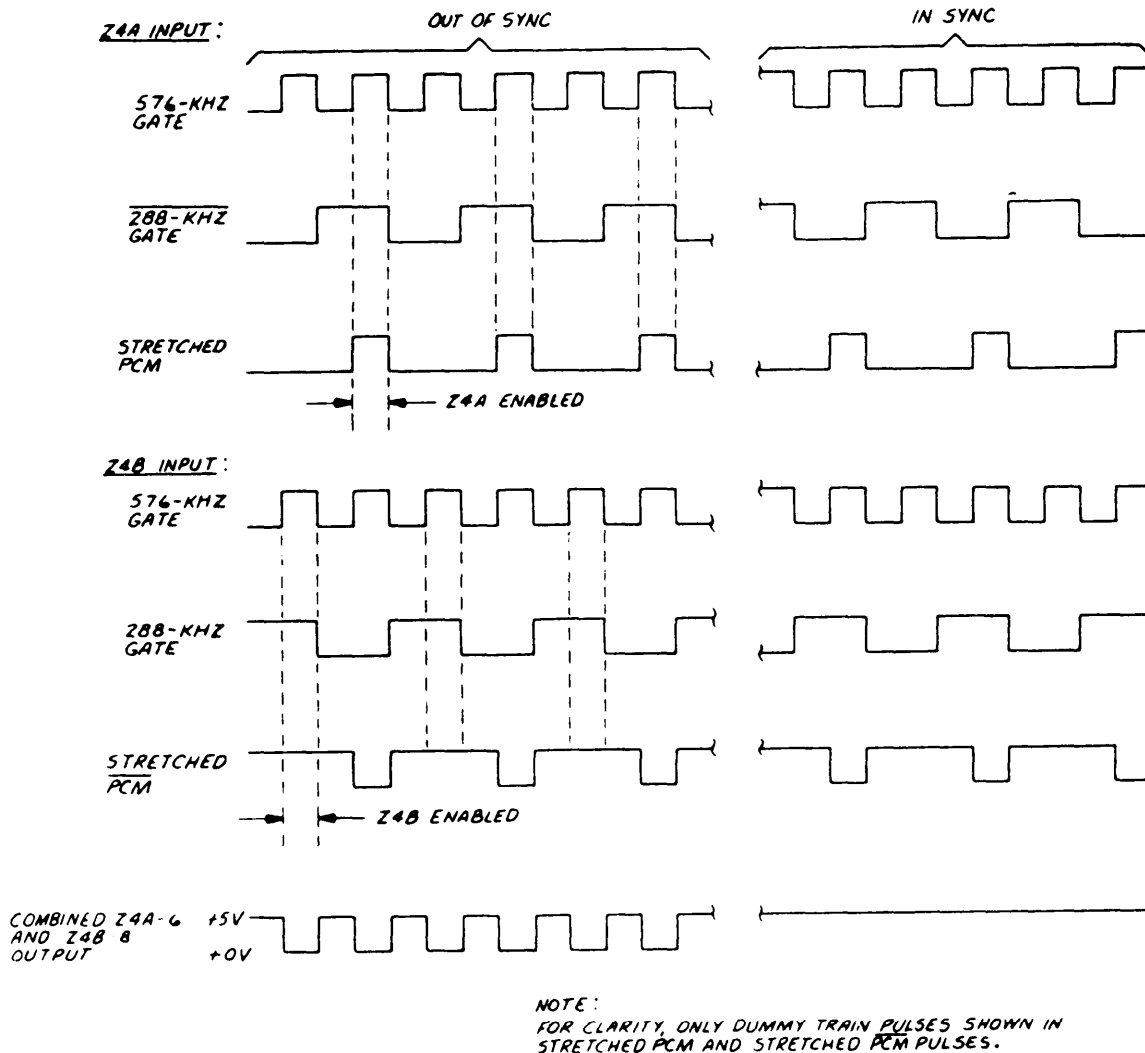 Z4A INPUT:
OUT OF SYNC
IN SYNC
576-KHZ
GATE
288-KHZ
GATE
STRETCHED
PCM
Z4A ENABLED
Z4B INPUT:
576-KHZ
GATE
288-KHZ
GATE
STRETCHED
PCM
Z4B ENABLED
COMBINED Z4A-6 +5V
AND Z4B 8
OUTPUT +0V
NOTE:
FOR CLARITY, ONLY DUMMY TRAIN PULSES SHOWN IN
STRETCHED PCM AND STRETCHED PCM PULSES.